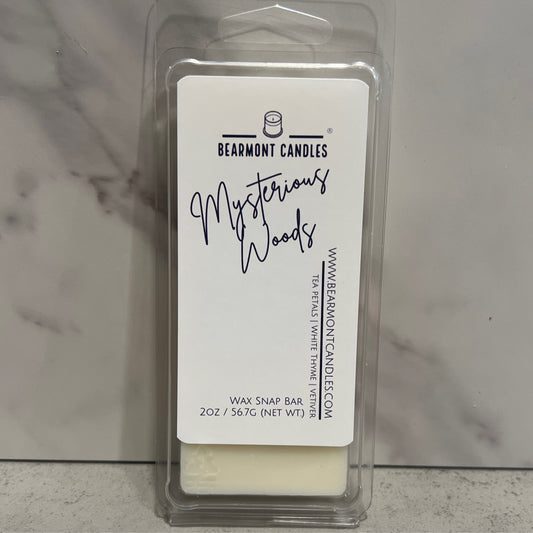 ®
BEARMONT CANDLES
Mysterious
Woods
WWW.BEARMONTCANDLES.COM
TEA PETALS | WHITE THYME | VETIVER
WAX SNAP BAR
2OZ / 56.7G (NET WT.)